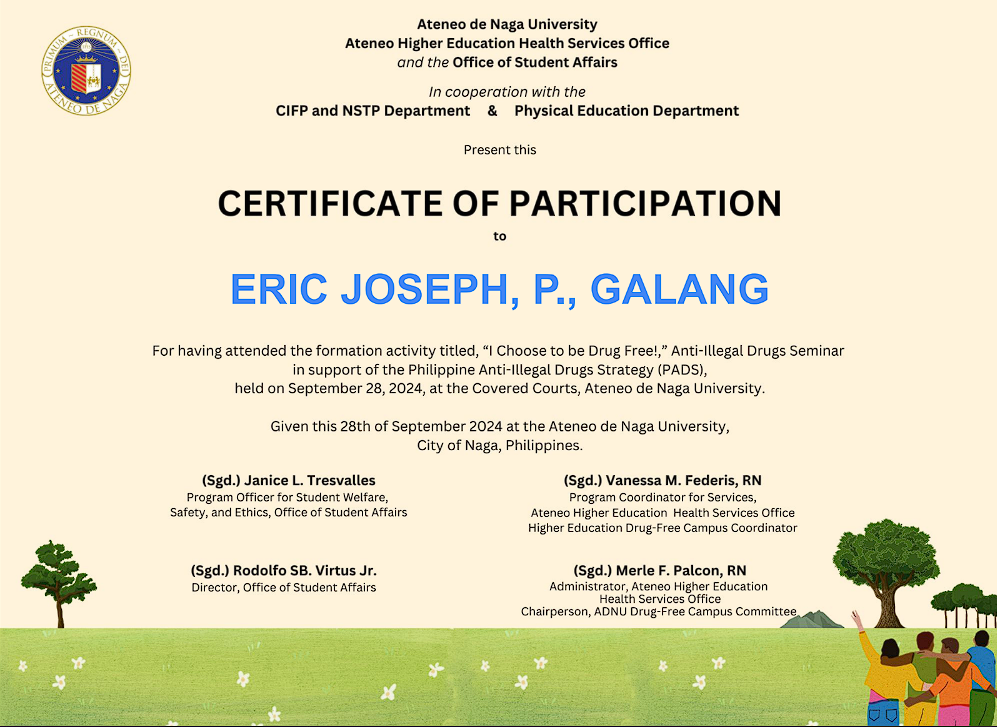 PRIMUM · REGNUM · DEI
ATENEO DE NAGA
Ateneo de Naga University
Ateneo Higher Education Health Services Office
and the Office of Student Affairs
In cooperation with the
CIFP and NSTP Department & Physical Education Department
Present this
CERTIFICATE OF PARTICIPATION
to
ERIC JOSEPH, P., GALANG
For having attended the formation activity titled, “I Choose to be Drug Free!,” Anti-Illegal Drugs Seminar
in support of the Philippine Anti-Illegal Drugs Strategy (PADS),
held on September 28, 2024, at the Covered Courts, Ateneo de Naga University.
Given this 28th of September 2024 at the Ateneo de Naga University,
City of Naga, Philippines.
(Sgd.) Janice L. Tresvalles
Program Officer for Student Welfare,
Safety, and Ethics, Office of Student Affairs
(Sgd.) Vanessa M. Federis, RN
Program Coordinator for Services,
Ateneo Higher Education Health Services Office
Higher Education Drug-Free Campus Coordinator
(Sgd.) Rodolfo SB. Virtus Jr.
Director, Office of Student Affairs
(Sgd.) Merle F. Palcon, RN
Administrator, Ateneo Higher Education
Health Services Office
Chairperson, ADNU Drug-Free Campus Committee